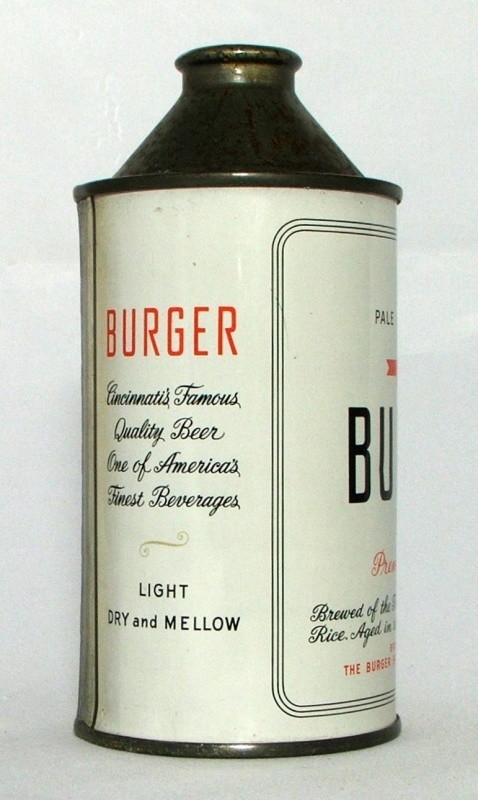 BURGER
Cincinnati's Famous
Quality Beer
One of America's
Finest Beverages
LIGHT
DRY and MELLOW
PALE
BU
Brewed of the
Rice. Aged in
THE BURGER